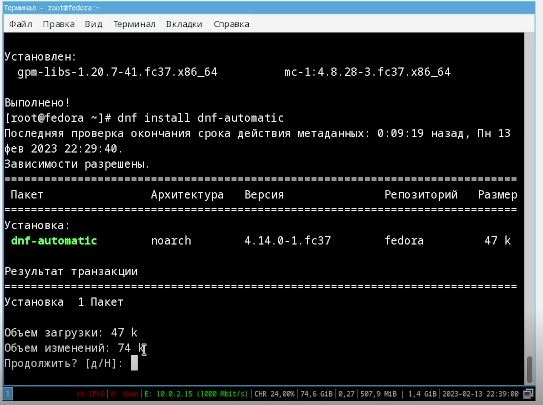 Терминал - root@fedora:~
Файл Правка Вид Терминал Вкладки Справка
Установлен:
gpm-libs-1.20.7-41.fc37.x86_64 mc-1:4.8.28-3.fc37.x86_64
Выполнено!
[root@fedora ~]# dnf install dnf-automatic
Последняя проверка окончания срока действия метаданных: 0:09:19 назад, Пн 13
фев 2023 22:29:40.
Зависимости разрешены.
================================================================================
Пакет Архитектура Версия Репозиторий Размер
================================================================================
Установка:
dnf-automatic noarch 4.14.0-1.fc37 fedora 47 k
Результат транзакции
================================================================================
Установка 1 Пакет
Объем загрузки: 47 k
Объем изменений: 74 k
Продолжить? [д/Н]:
1 no IPv6|W: down|E: 10.0.2.15 (1000 Mbit/s)|CHR 24,00%|74,6 GiB|0,27|507,9 MiB | 1,4 GiB|2023-02-13 22:39:00